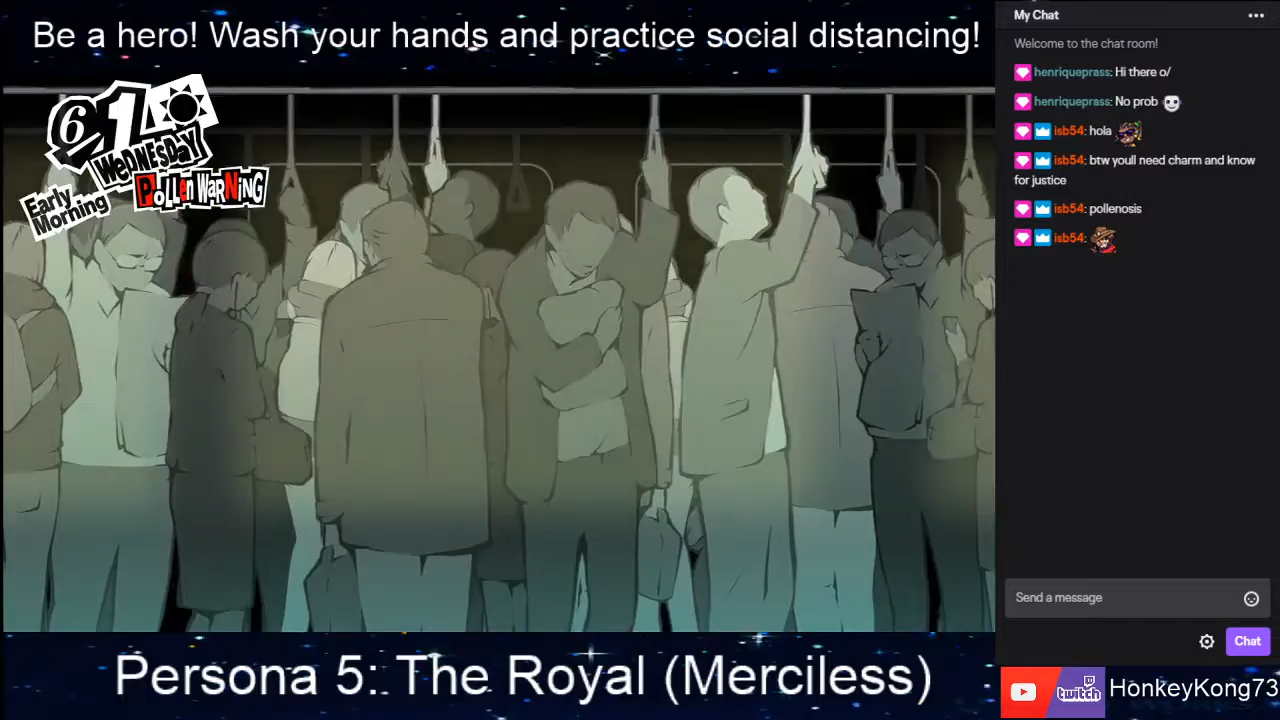 Be a hero! Wash your hands and practice social distancing!
6/1
Wednesday
Pollen Warning
Early
Morning
My Chat
Welcome to the chat room!
henriqueprass: Hi there o/
henriqueprass: No prob
isb54: hola
isb54: btw youll need charm and know
for justice
isb54: pollenosis
isb54:
Send a message
Chat
Persona 5: The Royal (Merciless)
twitch
HonkeyKong73